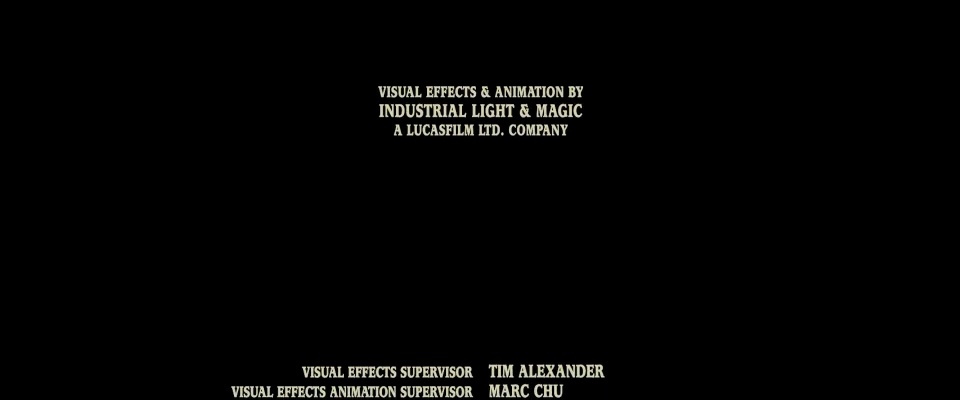 VISUAL EFFECTS & ANIMATION BY
INDUSTRIAL LIGHT & MAGIC
A LUCASFILM LTD. COMPANY
VISUAL EFFECTS SUPERVISOR TIM ALEXANDER
VISUAL EFFECTS ANIMATION SUPERVISOR MARC CHU